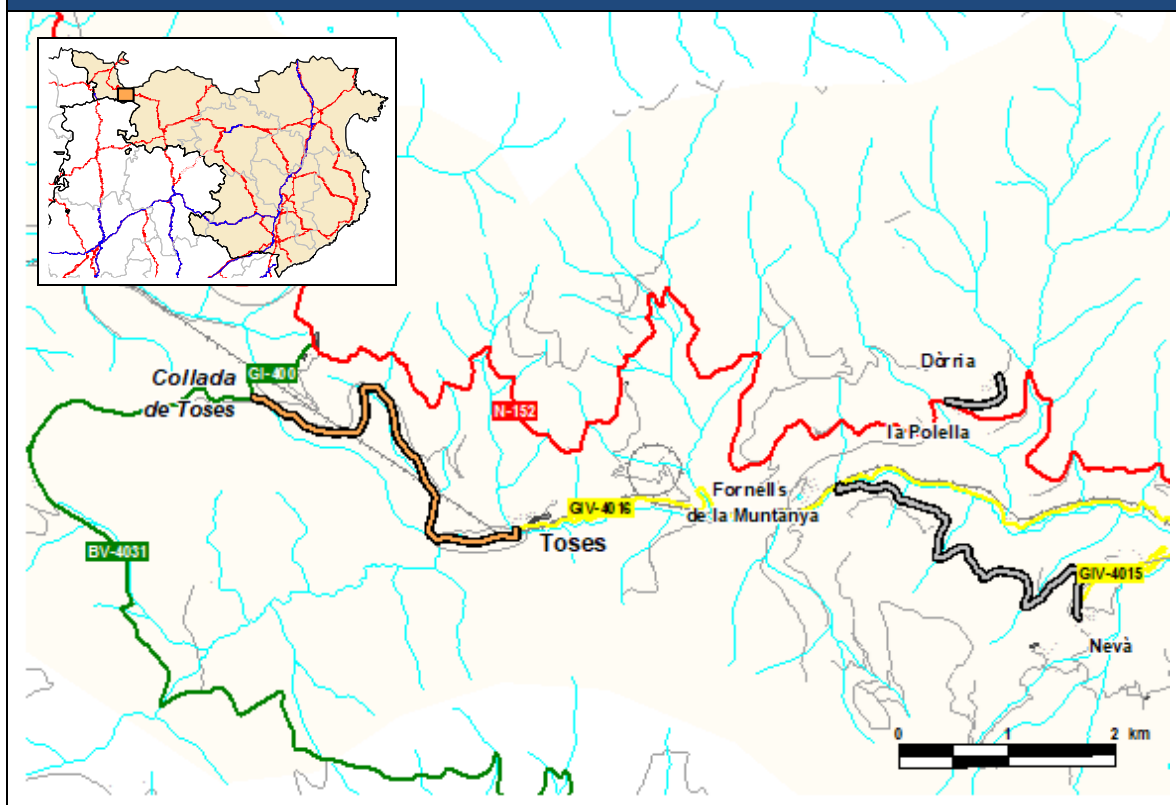 Dòrria
Collada
de Toses
GI-400
N-152
la Polella
Fornells
de la Muntanya
GIV-4016
Toses
BV-4031
GIV-4015
Nevà
0 1 2 km